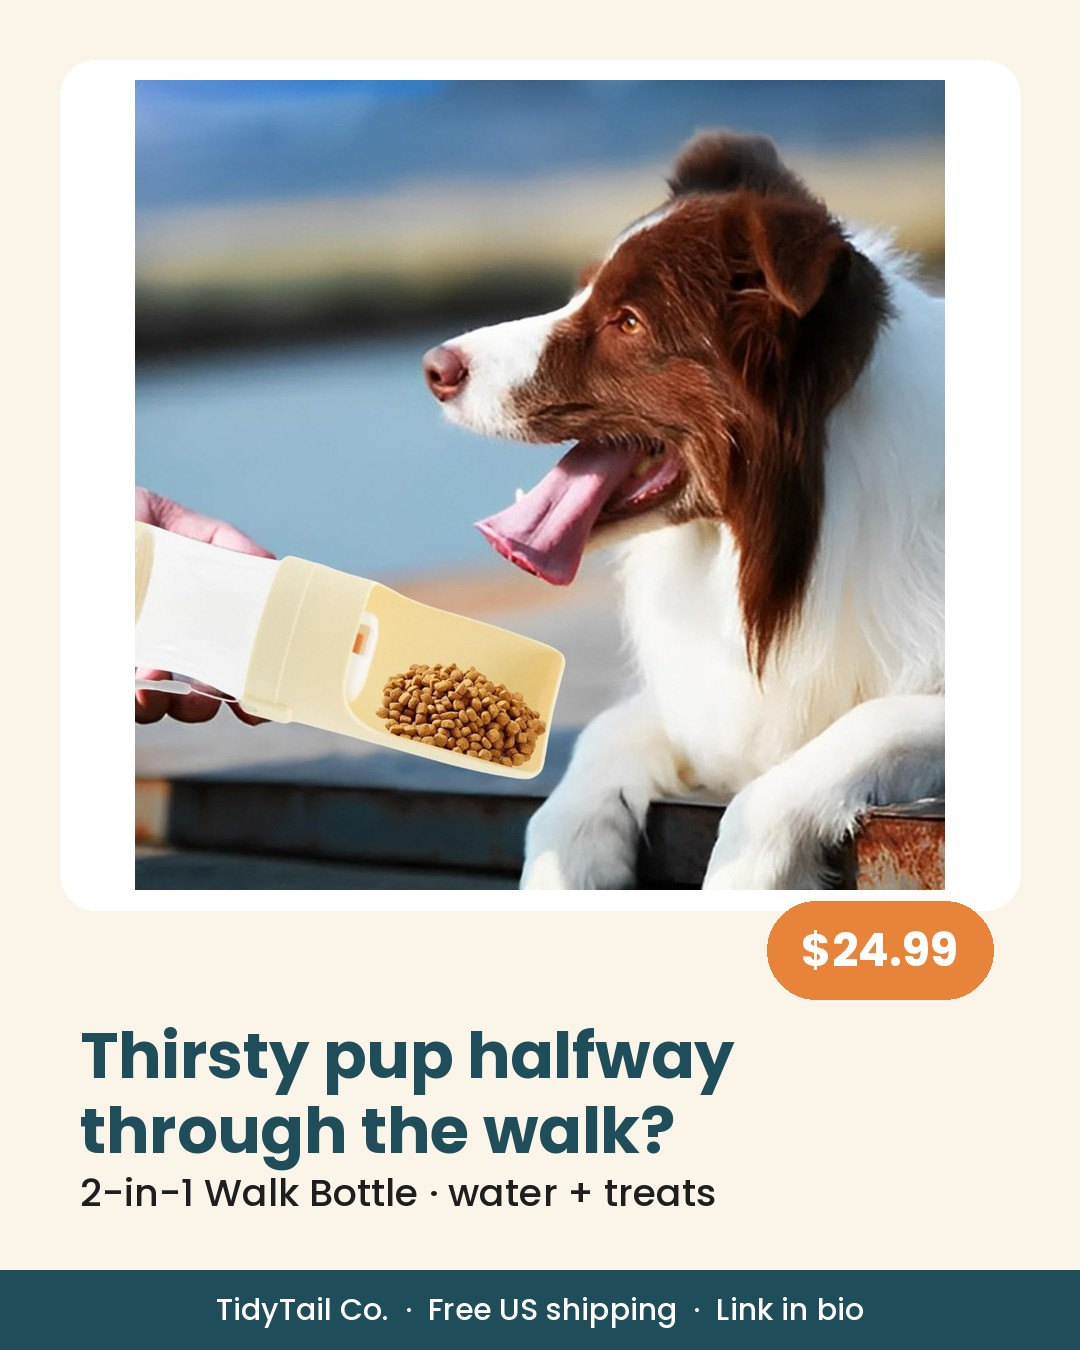 $24.99
Thirsty pup halfway
through the walk?
2-in-1 Walk Bottle · water + treats
TidyTail Co. · Free US shipping · Link in bio